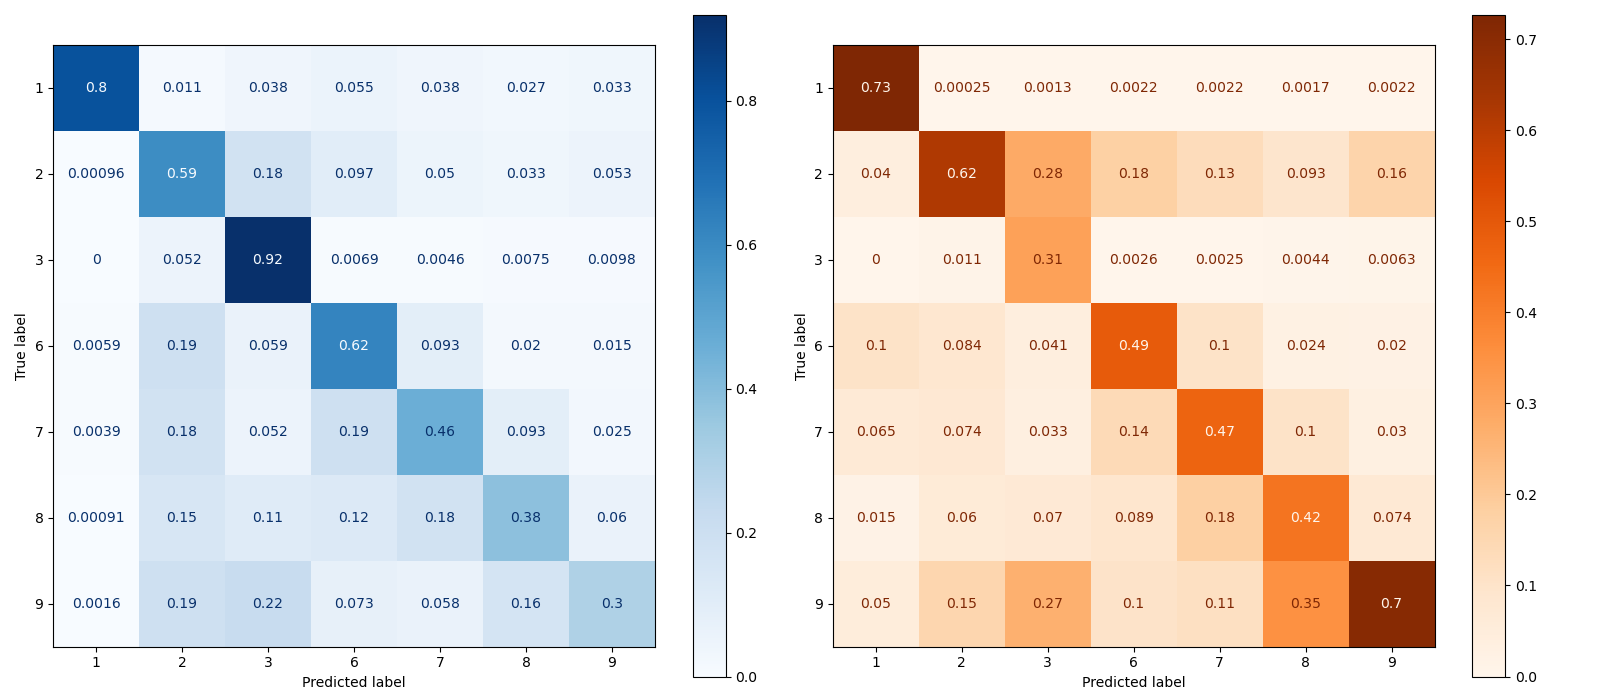 1 0.8 0.011 0.038 0.055 0.038 0.027 0.033
2 0.00096 0.59 0.18 0.097 0.05 0.033 0.053
3 0 0.052 0.92 0.0069 0.0046 0.0075 0.0098
6 0.0059 0.19 0.059 0.62 0.093 0.02 0.015
7 0.0039 0.18 0.052 0.19 0.46 0.093 0.025
8 0.00091 0.15 0.11 0.12 0.18 0.38 0.06
9 0.0016 0.19 0.22 0.073 0.058 0.16 0.3
1 2 3 6 7 8 9
Predicted label
True label
0.8
0.6
0.4
0.2
0.0
1 0.73 0.00025 0.0013 0.0022 0.0022 0.0017 0.0022
2 0.04 0.62 0.28 0.18 0.13 0.093 0.16
3 0 0.011 0.31 0.0026 0.0025 0.0044 0.0063
6 0.1 0.084 0.041 0.49 0.1 0.024 0.02
7 0.065 0.074 0.033 0.14 0.47 0.1 0.03
8 0.015 0.06 0.07 0.089 0.18 0.42 0.074
9 0.05 0.15 0.27 0.1 0.11 0.35 0.7
1 2 3 6 7 8 9
Predicted label
True label
0.7
0.6
0.5
0.4
0.3
0.2
0.1
0.0